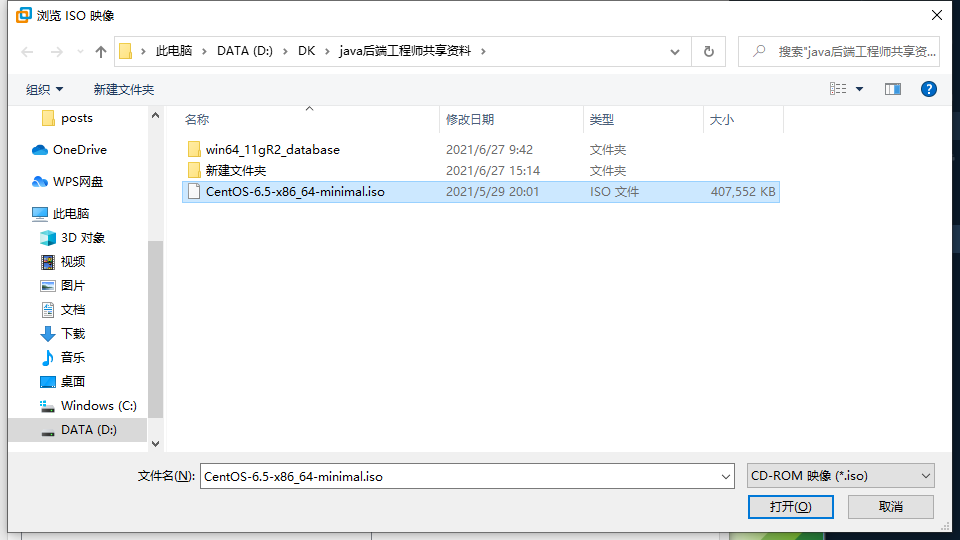 浏览 ISO 映像
此电脑 › DATA (D:) › DK › java后端工程师共享资料 ›
搜索"java后端工程师共享资...
组织
新建文件夹
posts
OneDrive
WPS网盘
此电脑
3D 对象
视频
图片
文档
下载
音乐
桌面
Windows (C:)
DATA (D:)
名称 修改日期 类型 大小
win64_11gR2_database 2021/6/27 9:42 文件夹
新建文件夹 2021/6/27 15:14 文件夹
CentOS-6.5-x86_64-minimal.iso 2021/5/29 20:01 ISO 文件 407,552 KB
文件名(N): CentOS-6.5-x86_64-minimal.iso CD-ROM 映像 (*.iso)
打开(O) 取消